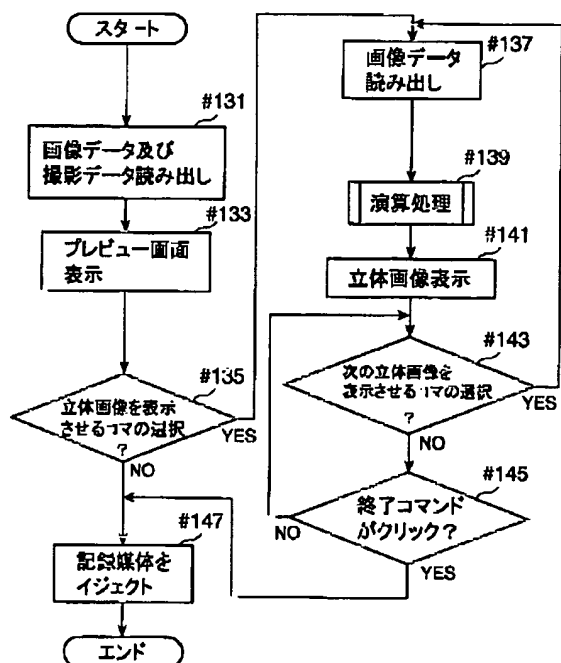 スタート
#131
画像データ及び
撮影データ読み出し
#133
プレビュー画面
表示
#135
立体画像を表示
させるコマの選択
?
YES
NO
#147
記録媒体を
イジェクト
エンド
#137
画像データ
読み出し
#139
演算処理
#141
立体画像表示
#143
次の立体画像を
表示させるコマの選択
?
YES
NO
#145
終了コマンド
がクリック?
NO
YES